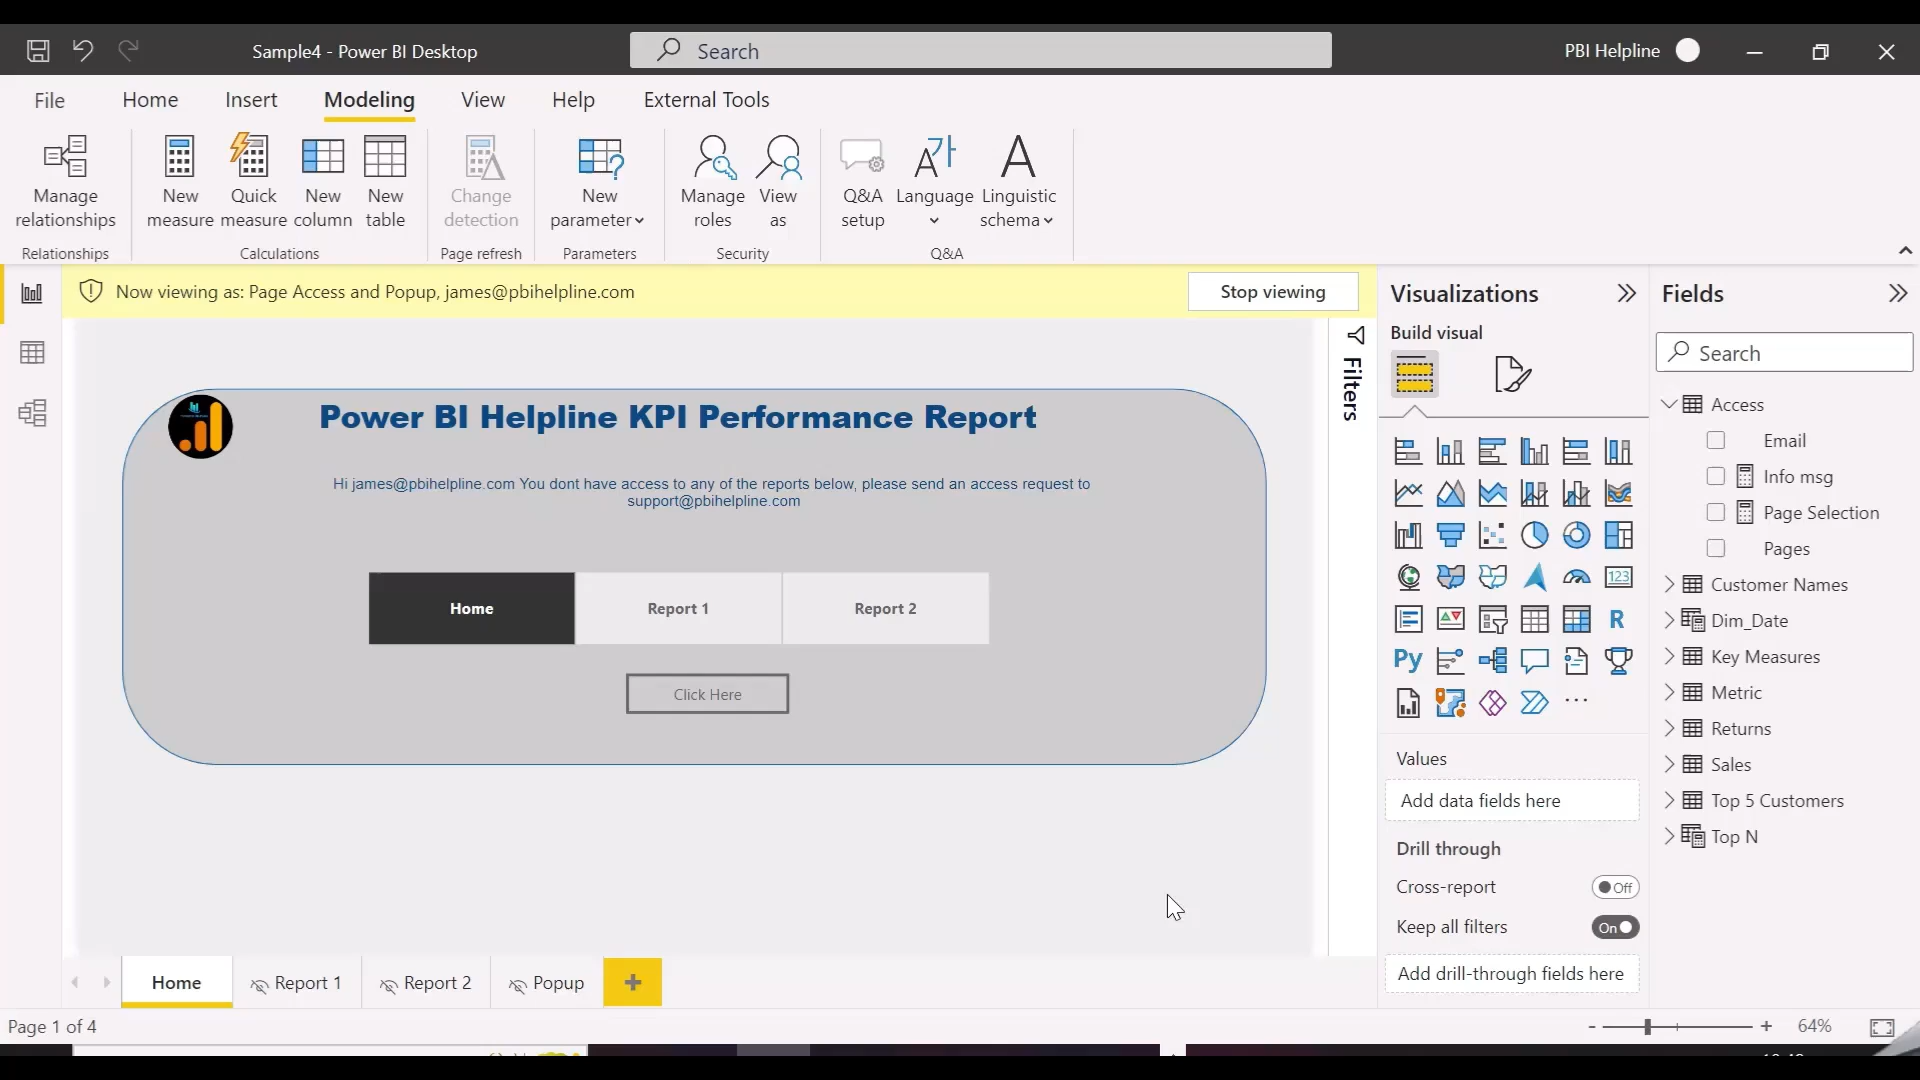 Sample4 - Power BI Desktop
Search
PBI Helpline
File
Home
Insert
Modeling
View
Help
External Tools
Manage
relationships
New
measure
Quick
measure
New
column
New
table
Change
detection
New
parameter
Manage
roles
View
as
Q&A
setup
Language
Linguistic
schema
Relationships
Calculations
Page refresh
Parameters
Security
Q&A
Now viewing as: Page Access and Popup, james@pbihelpline.com
Stop viewing
Power BI Helpline KPI Performance Report
Hi james@pbihelpline.com You dont have access to any of the reports below, please send an access request to
support@pbihelpline.com
Home
Report 1
Report 2
Click Here
Filters
Visualizations
Build visual
123
R
Py
Values
Add data fields here
Drill through
Cross-report
Off
Keep all filters
On
Add drill-through fields here
Fields
Search
Access
Email
Info msg
Page Selection
Pages
Customer Names
Dim_Date
Key Measures
Metric
Returns
Sales
Top 5 Customers
Top N
Home
Report 1
Report 2
Popup
Page 1 of 4
64%